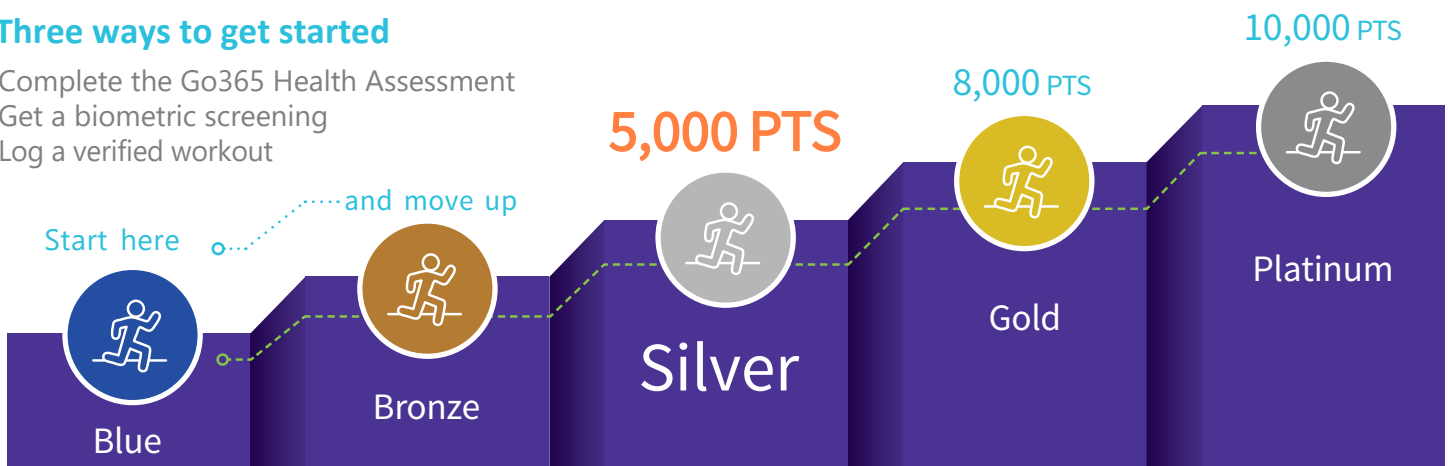 Three ways to get started
Complete the Go365 Health Assessment
Get a biometric screening
Log a verified workout
Start here
and move up
5,000 PTS
8,000 PTS
10,000 PTS
Blue
Bronze
Silver
Gold
Platinum